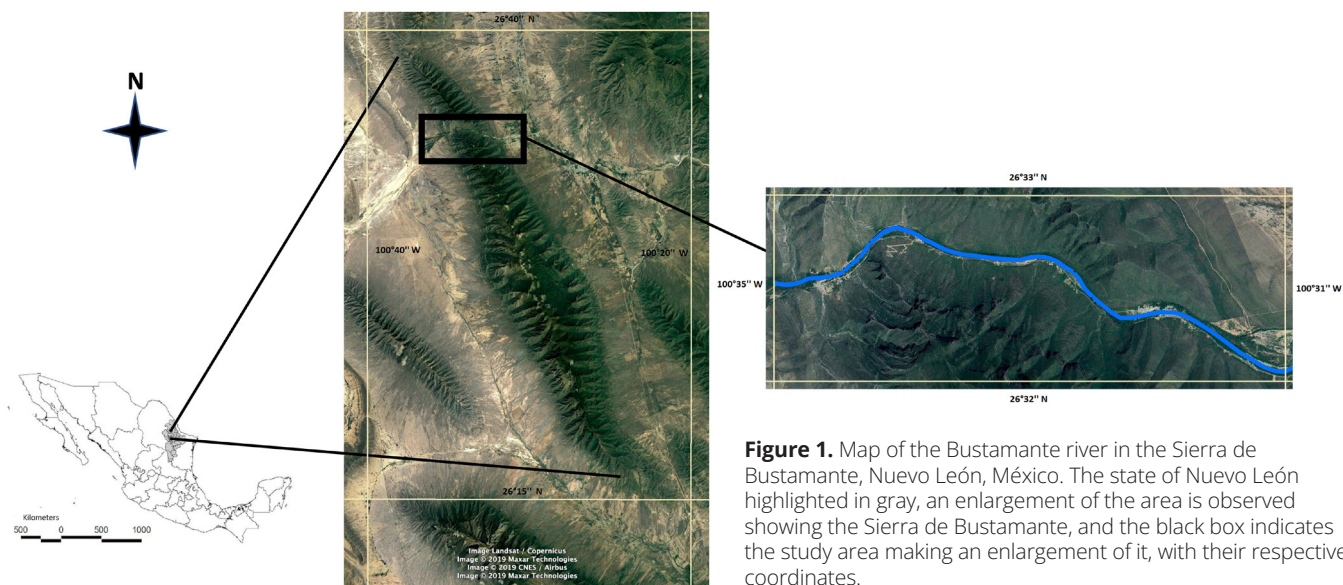 N
26°40'' N
100°40'' W
100°20'' W
26°15'' N
Image Landsat / Copernicus
Image © 2019 Maxar Technologies
Image © 2019 CNES / Airbus
Image © 2019 Maxar Technologies
Kilometers
500 0 500 1000
26°33'' N
100°35'' W
100°31'' W
26°32'' N
Figure 1. Map of the Bustamante river in the Sierra de
Bustamante, Nuevo León, México. The state of Nuevo León
highlighted in gray, an enlargement of the area is observed
showing the Sierra de Bustamante, and the black box indicates
the study area making an enlargement of it, with their respective
coordinates.